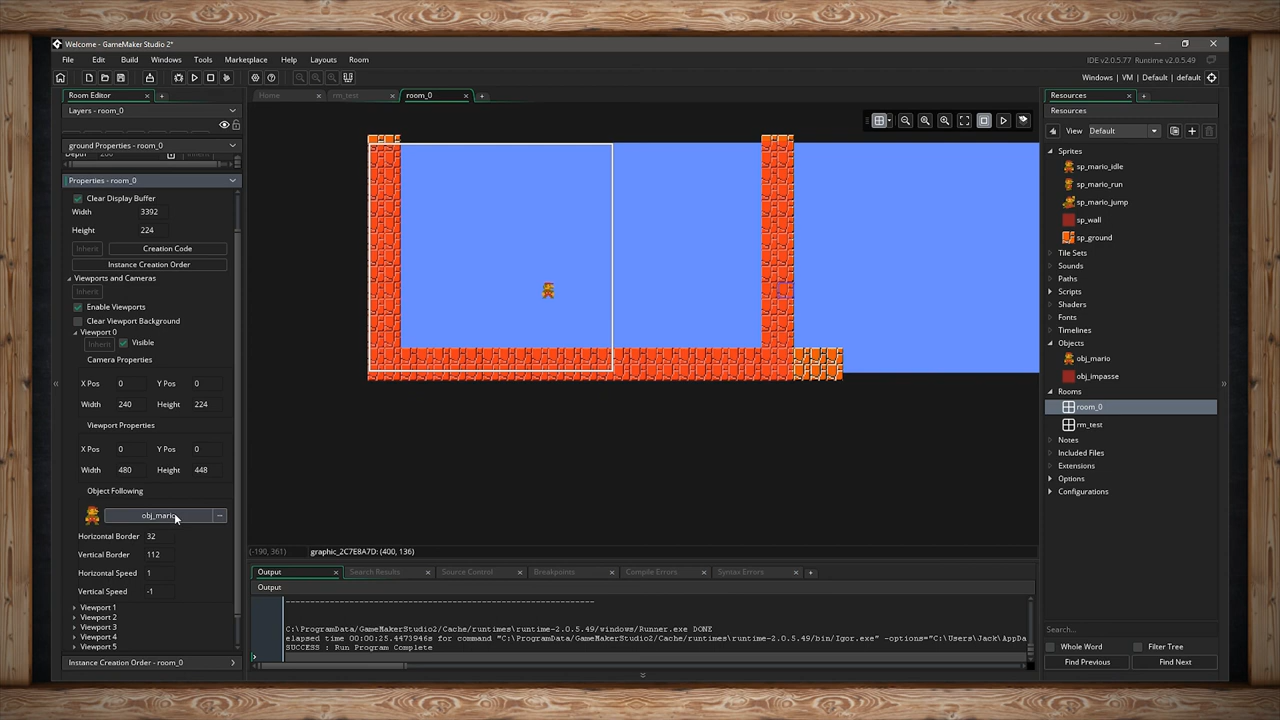 Welcome - GameMaker Studio 2*
File Edit Build Windows Tools Marketplace Help Layouts Room
IDE v2.0.5.77 Runtime v2.0.5.49
Windows | VM | Default | default
Room Editor
Layers - room_0
ground Properties - room_0
Properties - room_0
Clear Display Buffer
Width 3392
Height 224
Inherit Creation Code
Instance Creation Order
Viewports and Cameras
Inherit
Enable Viewports
Clear Viewport Background
Viewport 0
Inherit Visible
Camera Properties
X Pos 0 Y Pos 0
Width 240 Height 224
Viewport Properties
X Pos 0 Y Pos 0
Width 480 Height 448
Object Following
obj_mario
Horizontal Border 32
Vertical Border 112
Horizontal Speed 1
Vertical Speed -1
Viewport 1
Viewport 2
Viewport 3
Viewport 4
Viewport 5
Instance Creation Order - room_0
Home rm_test room_0
(-190, 361) graphic_2C7E8A7D: (400, 136)
Output Search Results Source Control Breakpoints Compile Errors Syntax Errors
Output
C:\ProgramData/GameMakerStudio2/Cache/runtimes\runtime-2.0.5.49/windows/Runner.exe DONE
elapsed time 00:00:25.4473946s for command "C:\ProgramData/GameMakerStudio2/Cache/runtimes\runtime-2.0.5.49/bin/Igor.exe" -options="C:\Users\Jack\AppDa
SUCCESS : Run Program Complete
Resources
Resources
View Default
Sprites
sp_mario_idle
sp_mario_run
sp_mario_jump
sp_wall
sp_ground
Tile Sets
Sounds
Paths
Scripts
Shaders
Fonts
Timelines
Objects
obj_mario
obj_impasse
Rooms
room_0
rm_test
Notes
Included Files
Extensions
Options
Configurations
Search...
Whole Word Filter Tree
Find Previous Find Next